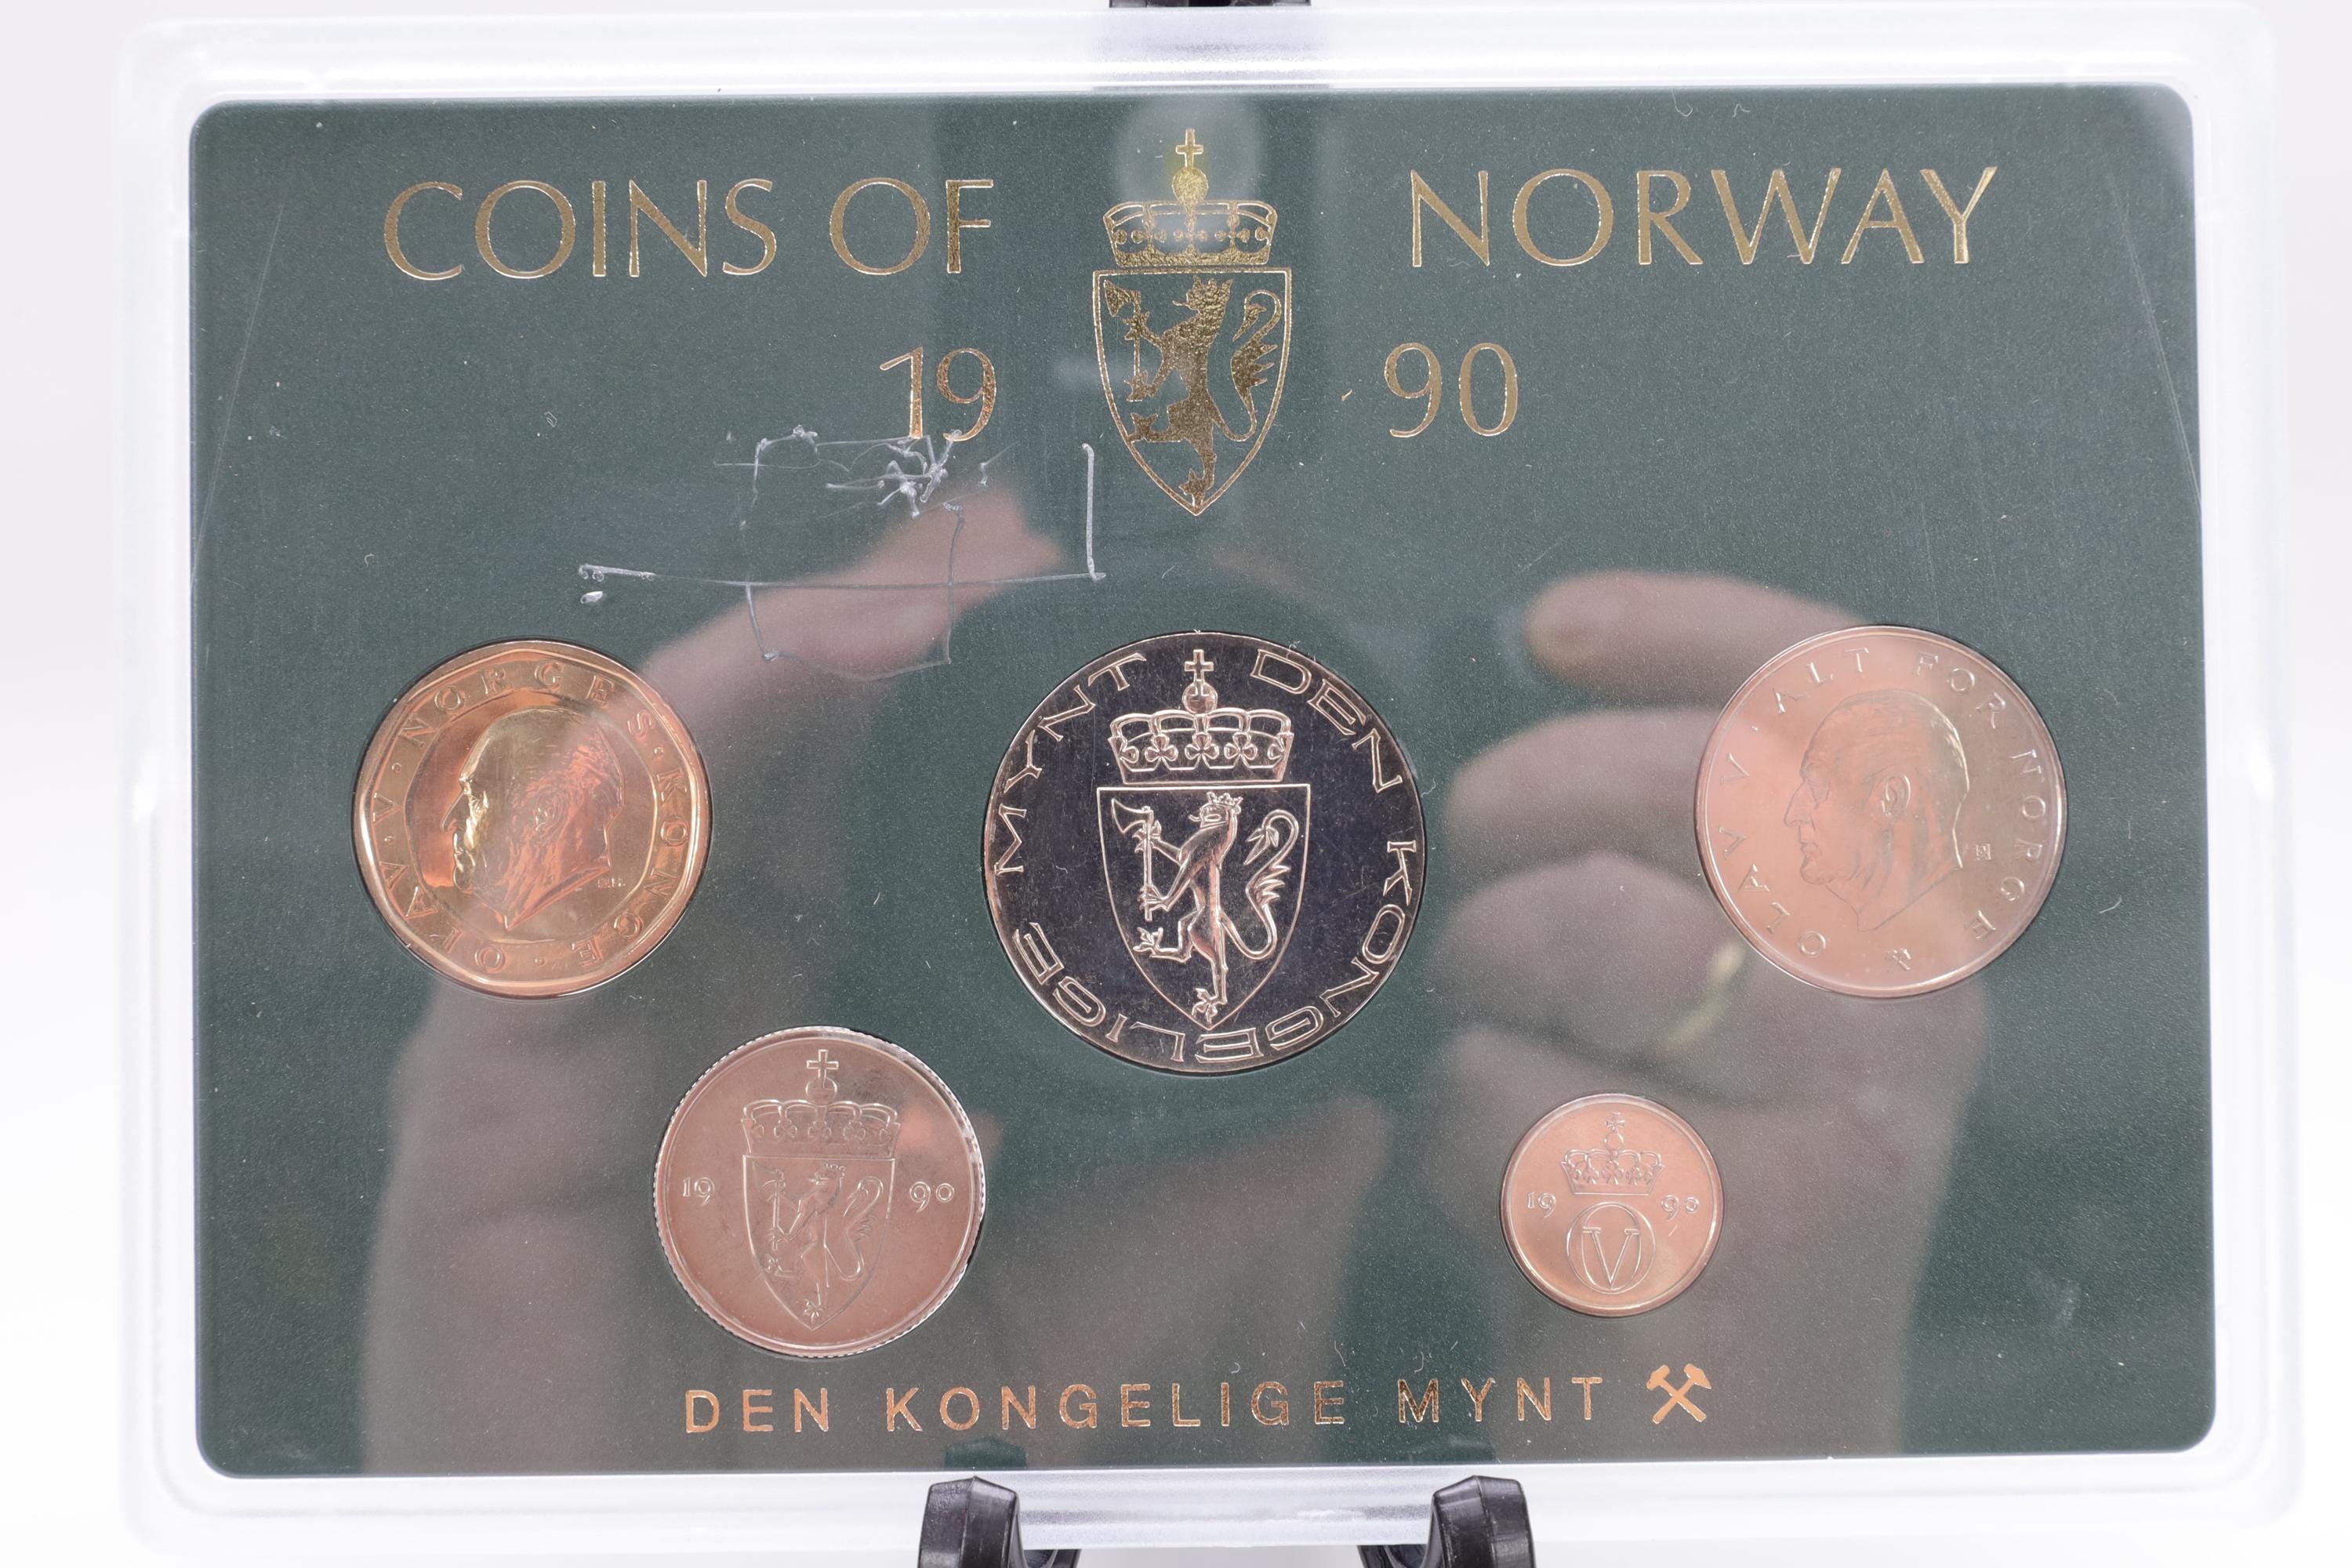 COINS OF NORWAY
19 90
OLAV·V·NORGES·KONGE
DEN KONGELIGE MYNT
OLAV V · ALT FOR NORGE
19 90
19 90
V
DEN KONGELIGE MYNT